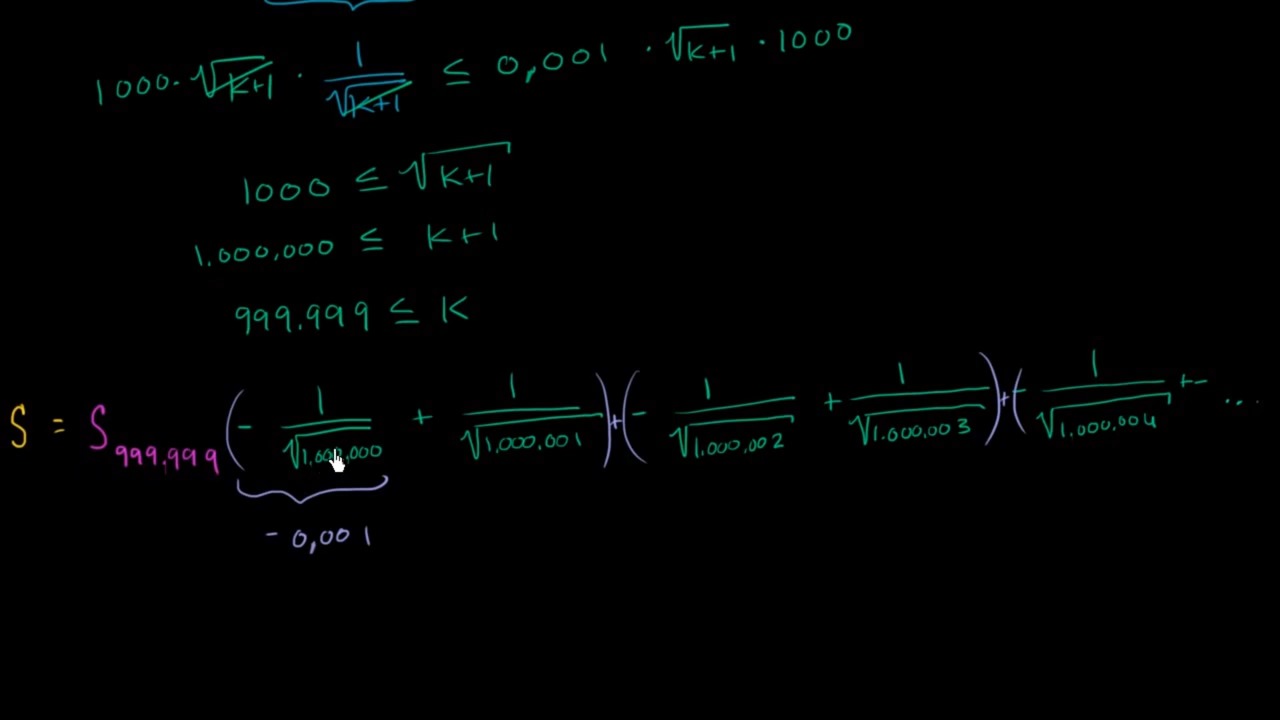 1000·√(k+1) · 1/√(k+1) ≤ 0,001 · √(k+1) · 1000
1000 ≤ √(k+1)
1.000,000 ≤ k+1
999.999 ≤ K
S = S₉₉₉.₉₉₉ (- 1/√1.000,000 + 1/√1,000,001) + (- 1/√1,000,002 + 1/√1.000,003) + (- 1/√1.000,004 + - ...
- 0,001